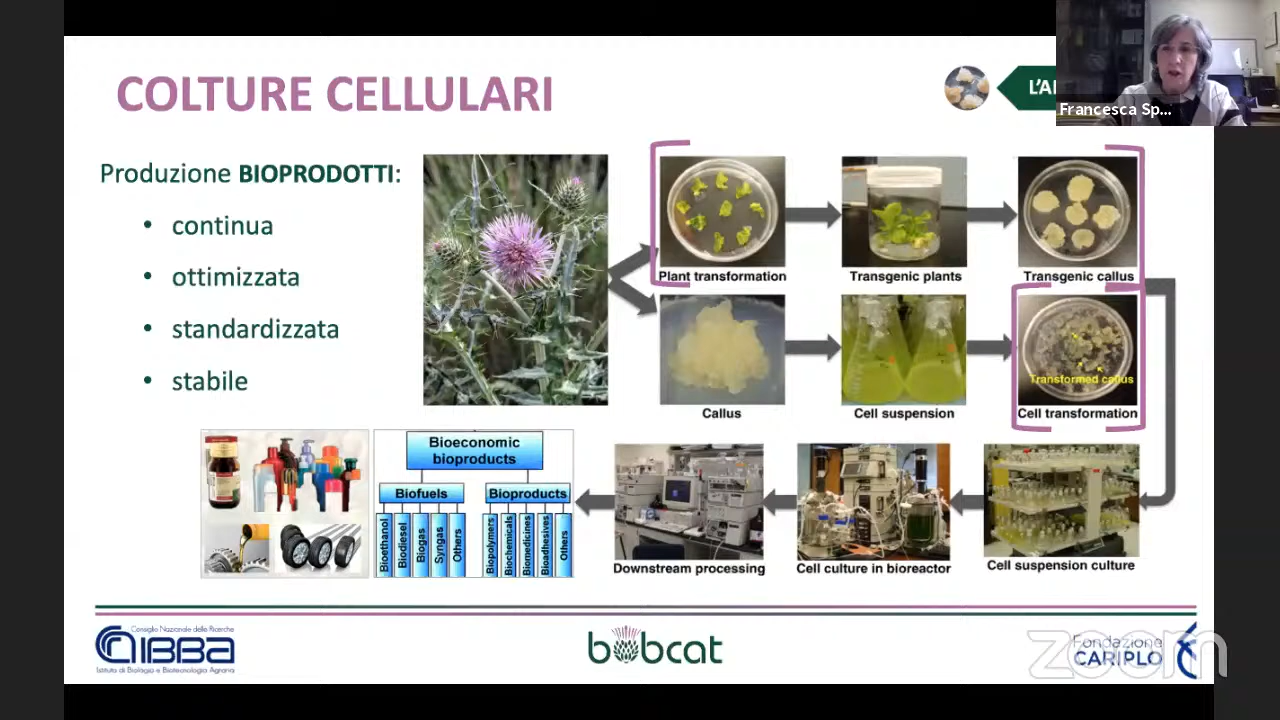 COLTURE CELLULARI
L'A
Francesca Sp...
Produzione BIOPRODOTTI:
• continua
• ottimizzata
• standardizzata
• stabile
Plant transformation
Transgenic plants
Transgenic callus
Callus
Cell suspension
Transformed callus
Cell transformation
Bioeconomic
bioproducts
Biofuels
Bioproducts
Bioethanol
Biodiesel
Biogas
Syngas
Others
Biopolymers
Biochemicals
Biomedicines
Bioadhesives
Others
Downstream processing
Cell culture in bioreactor
Cell suspension culture
Consiglio Nazionale delle Ricerche
IBBA
Istituto di Biologia e Biotecnologia Agraria
bobcat
Fondazione
CARIPLO
zoom